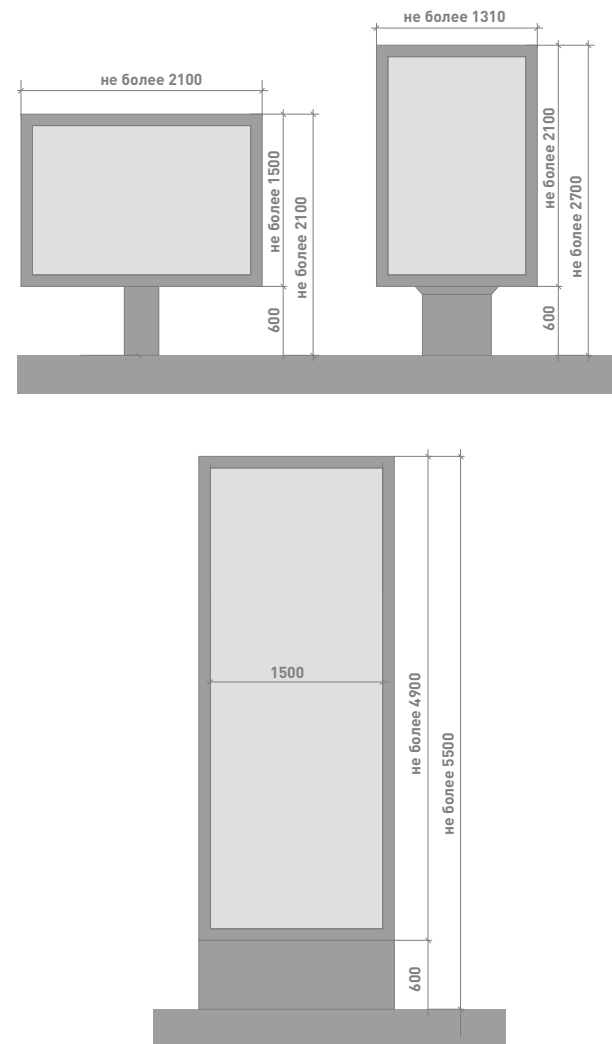 не более 2100
не более 1500
не более 2100
600
не более 1310
не более 2100
не более 2700
600
1500
не более 4900
не более 5500
600